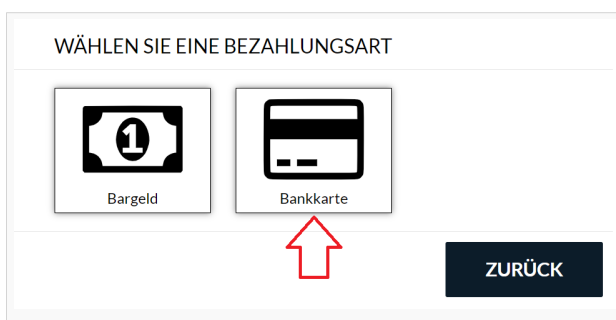 WÄHLEN SIE EINE BEZAHLUNGSART
1
Bargeld
Bankkarte
ZURÜCK